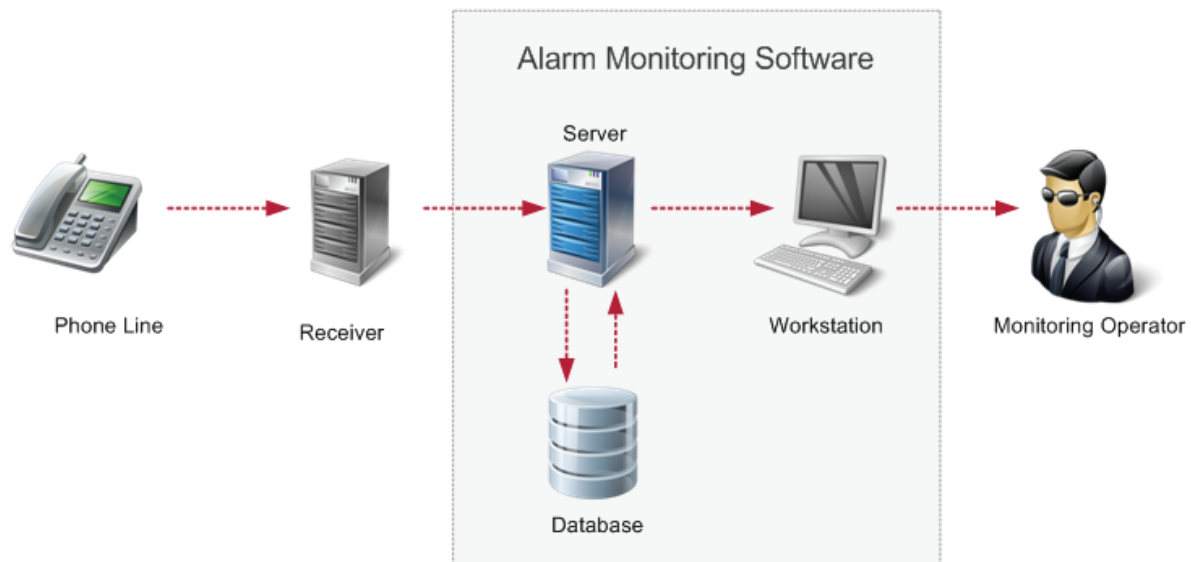 Alarm Monitoring Software
Server
Phone Line
Receiver
Workstation
Monitoring Operator
Database